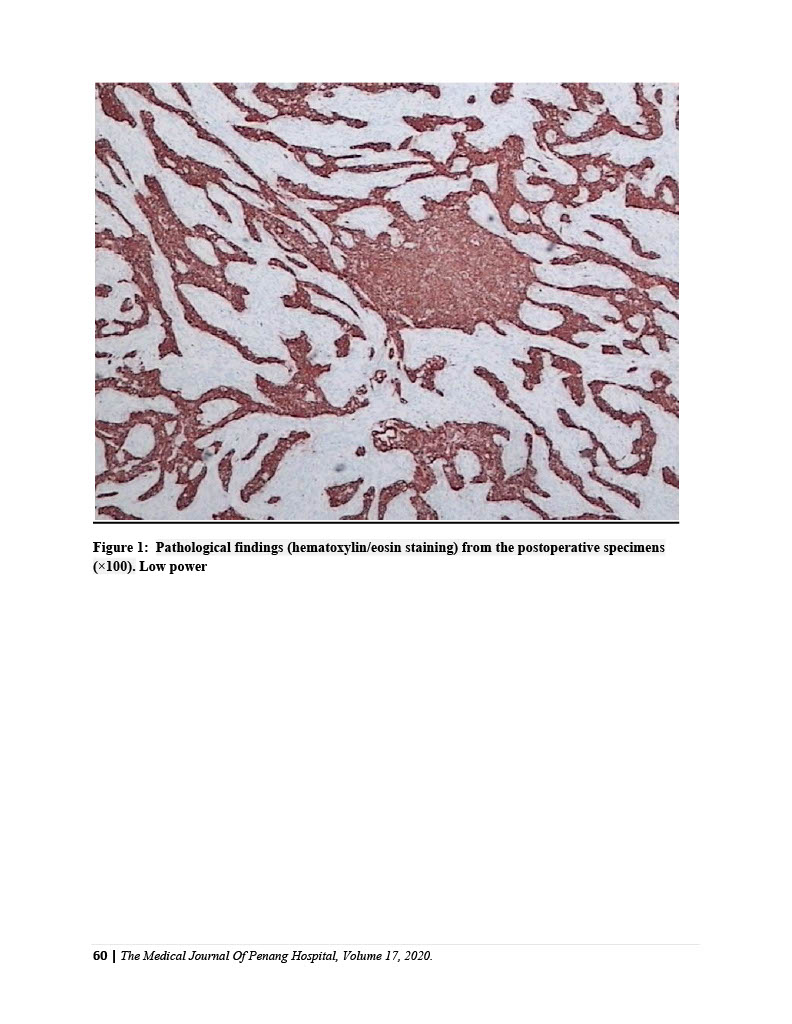 Figure 1: Pathological findings (hematoxylin/eosin staining) from the postoperative specimens
(×100). Low power
60 | The Medical Journal Of Penang Hospital, Volume 17, 2020.